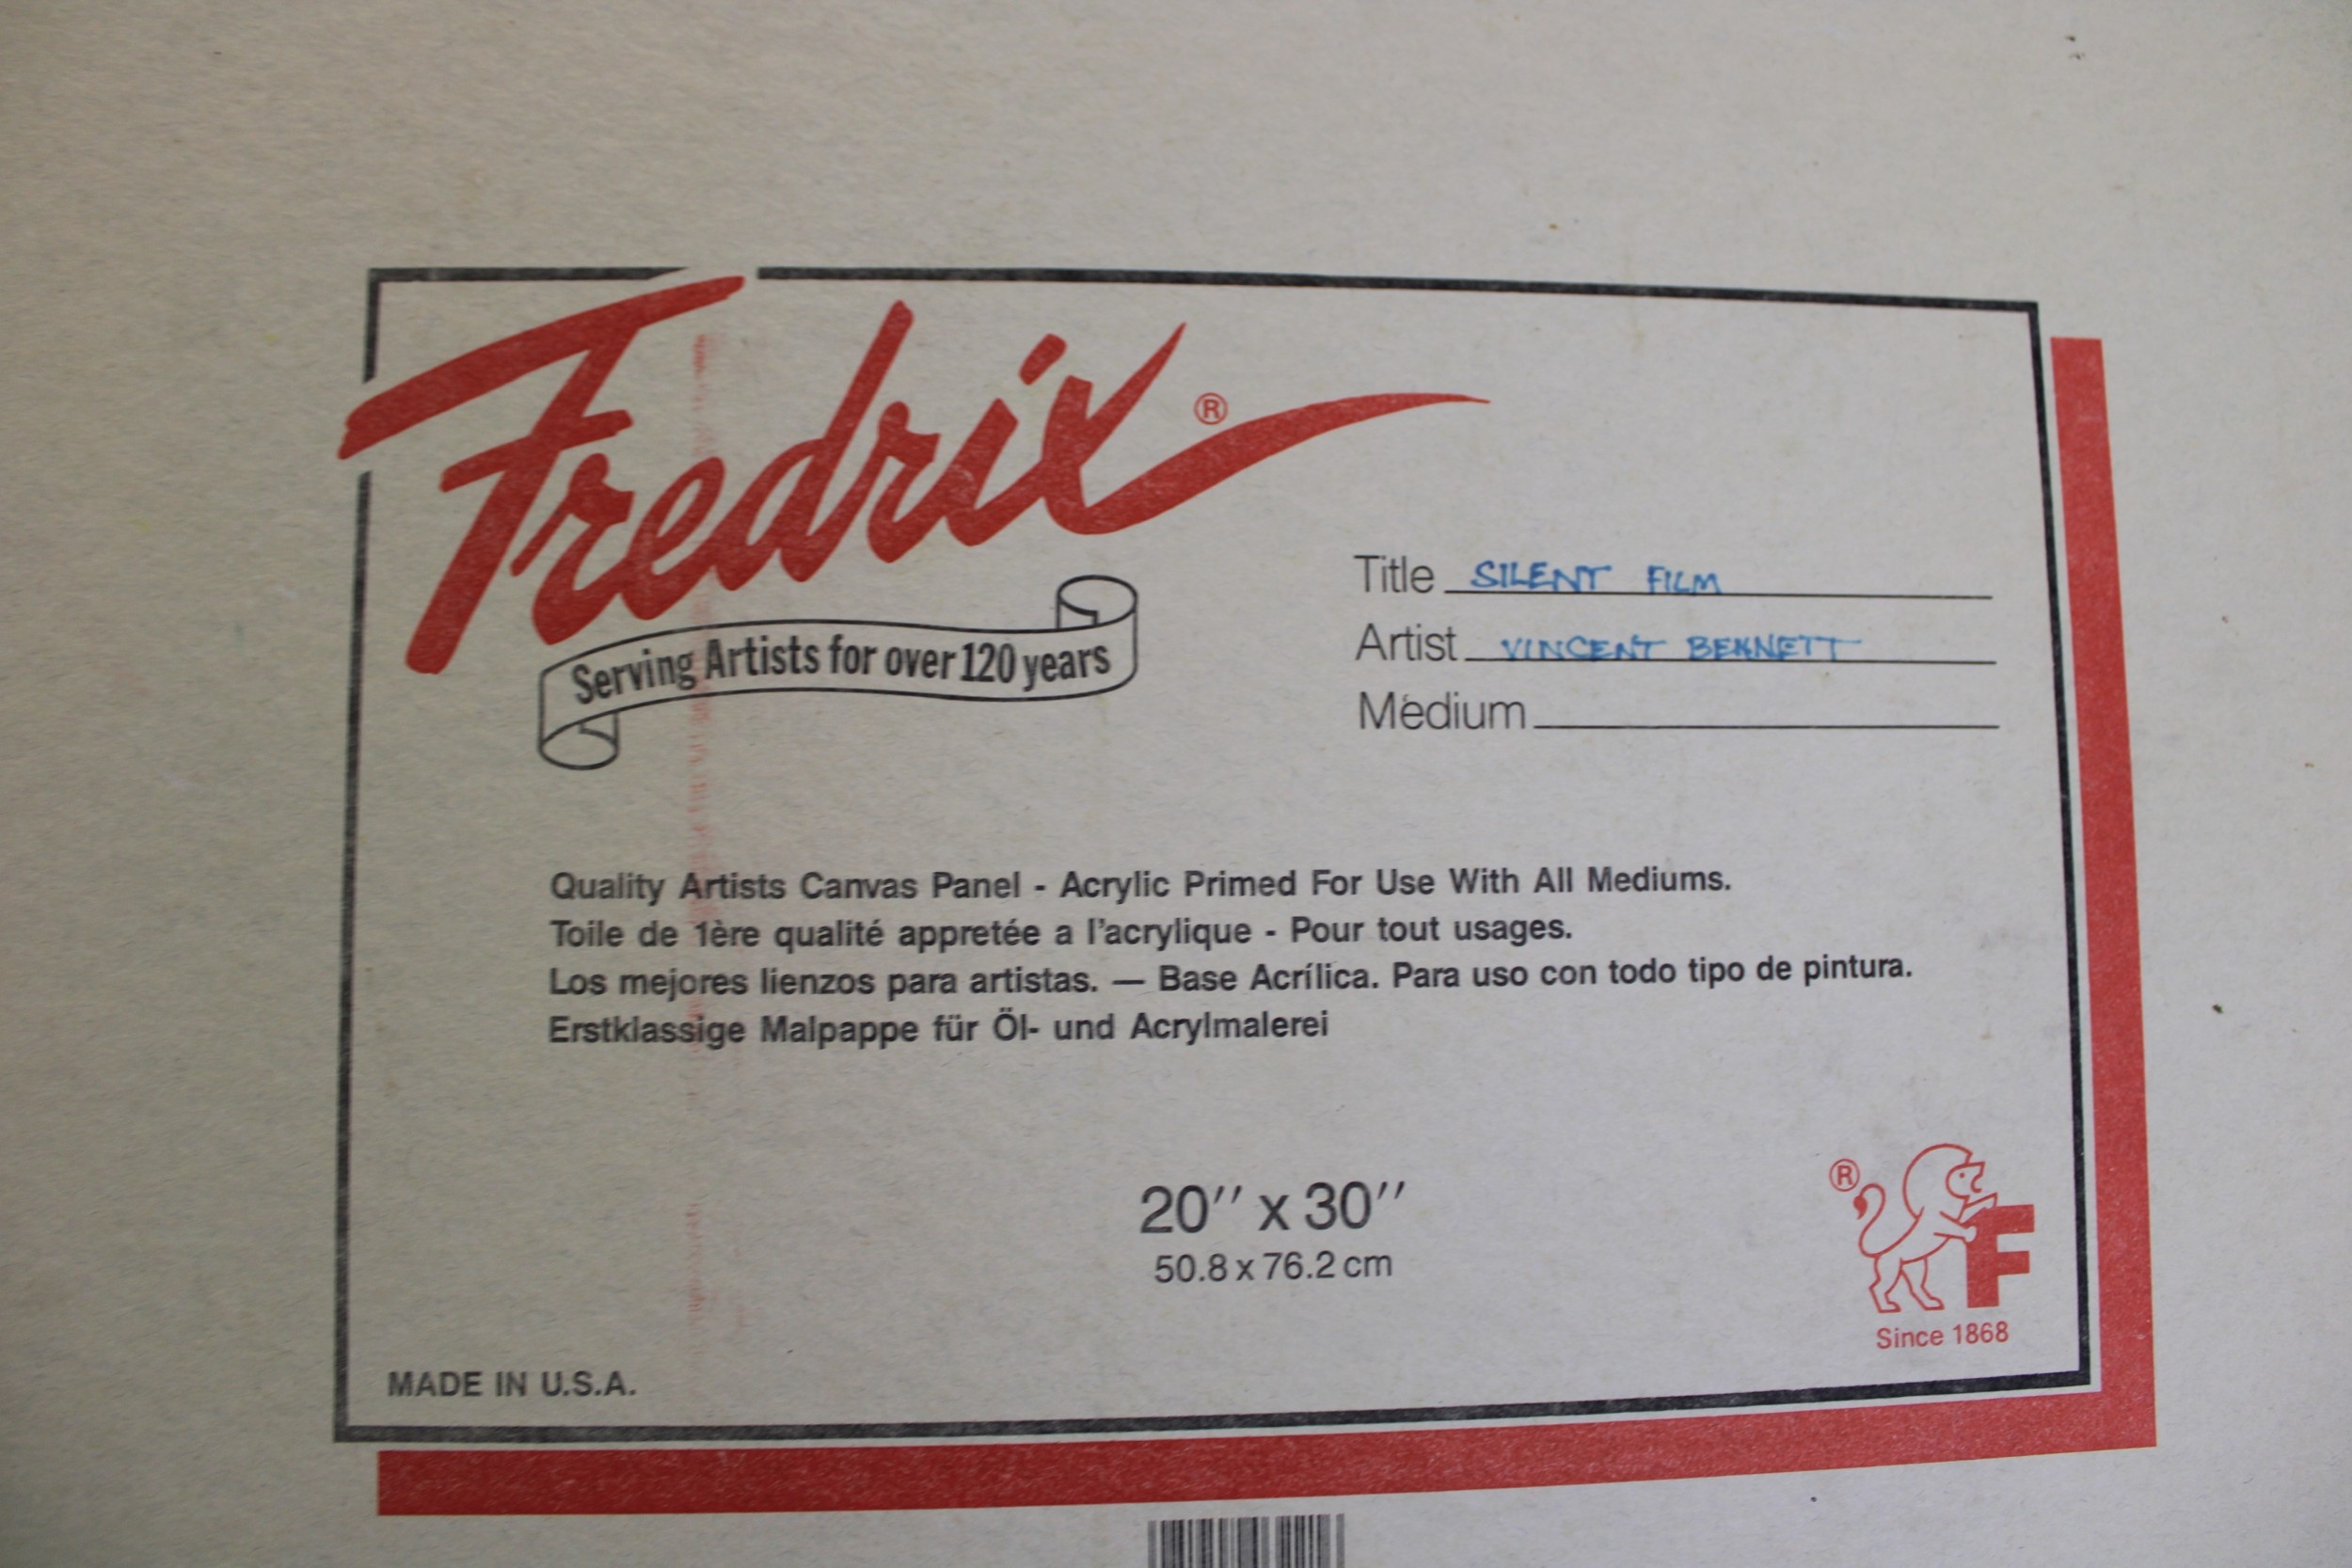 Fredrix®
Serving Artists for over 120 years
Title SILENT FILM
Artist VINCENT BENNETT
Medium
Quality Artists Canvas Panel - Acrylic Primed For Use With All Mediums.
Toile de 1ère qualité appretée a l'acrylique - Pour tout usages.
Los mejores lienzos para artistas. — Base Acrílica. Para uso con todo tipo de pintura.
Erstklassige Malpappe für Öl- und Acrylmalerei
20″ x 30″
50.8 x 76.2 cm
® F
Since 1868
MADE IN U.S.A.